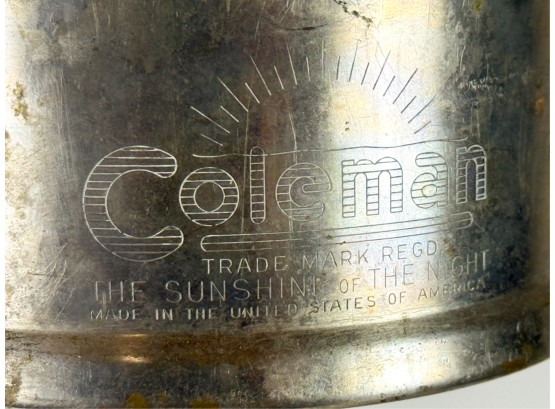 Coleman
TRADE MARK REGD.
THE SUNSHINE OF THE NIGHT
MADE IN THE UNITED STATES OF AMERICA